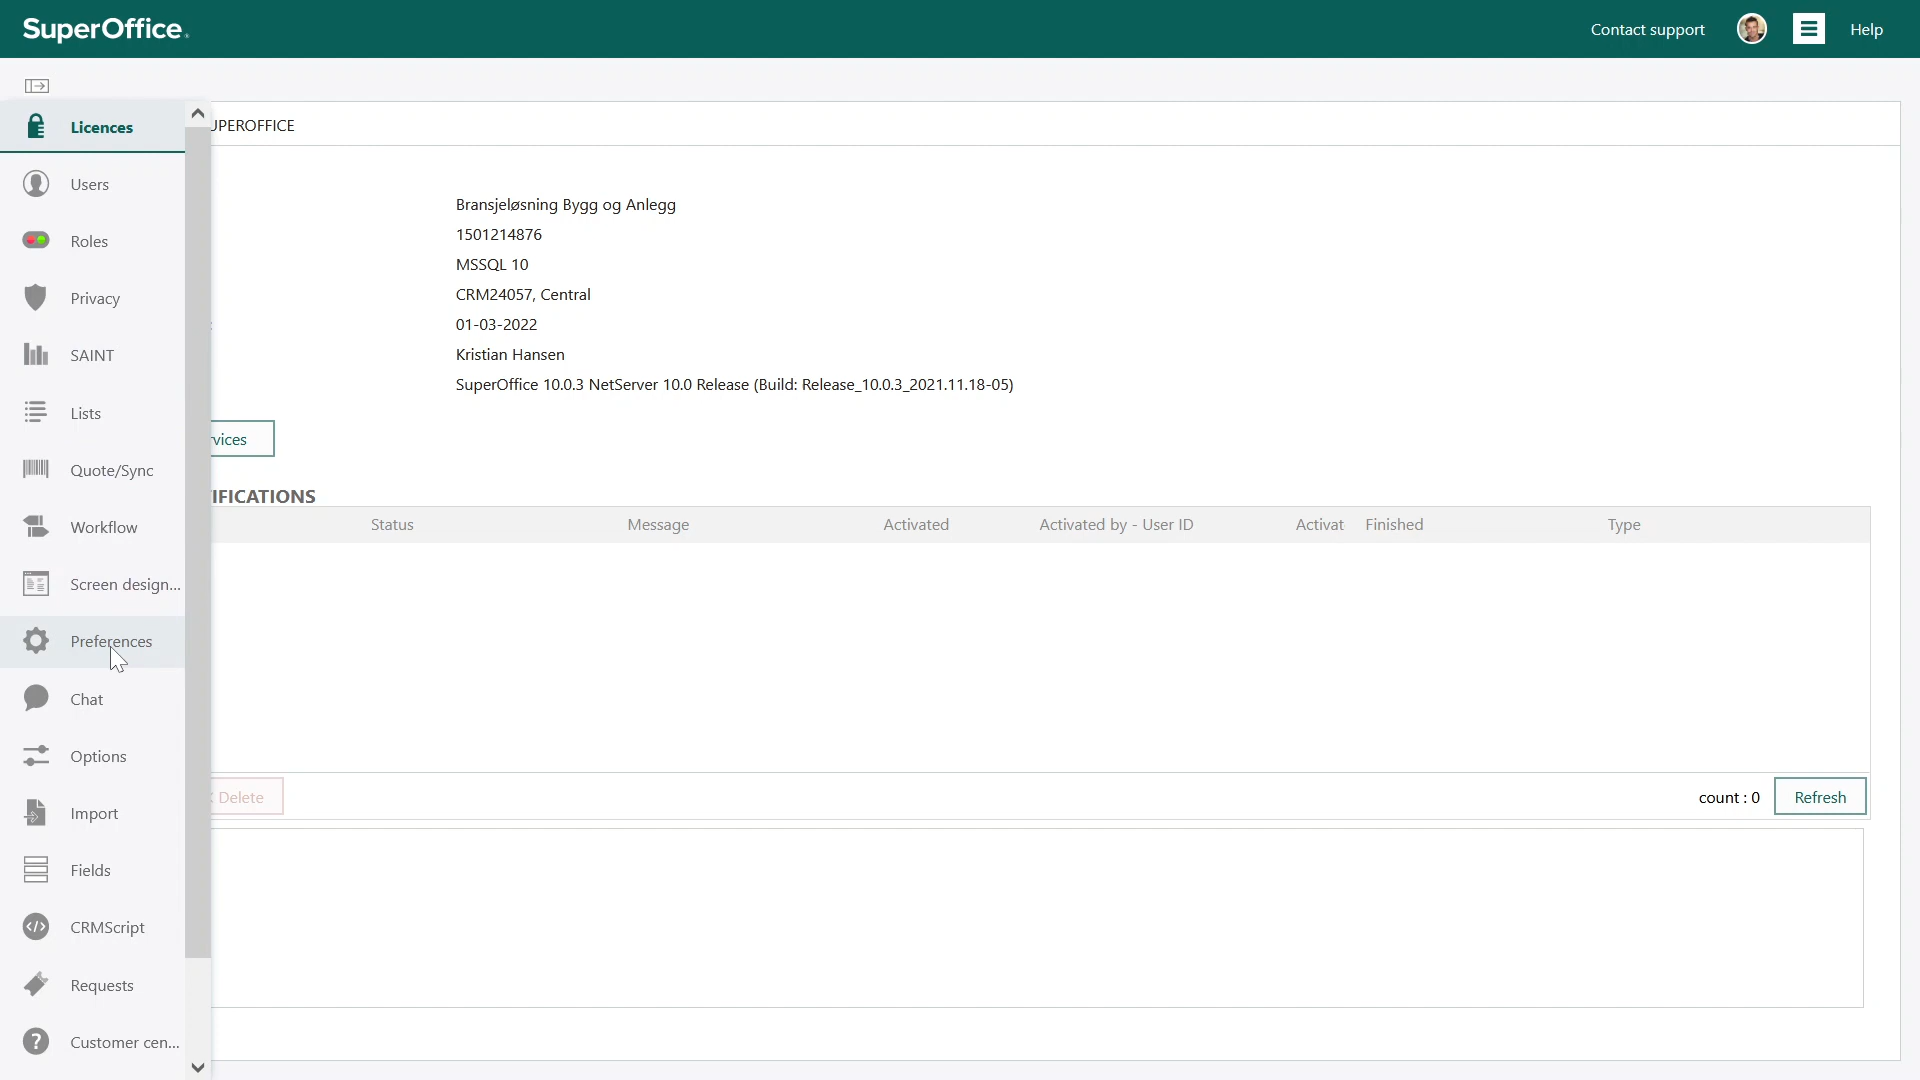 SuperOffice
Contact support
Help
Licences
UPEROFFICE
Users
Bransjeløsning Bygg og Anlegg
1501214876
Roles
MSSQL 10
CRM24057, Central
Privacy
01-03-2022
SAINT
Kristian Hansen
SuperOffice 10.0.3 NetServer 10.0 Release (Build: Release_10.0.3_2021.11.18-05)
Lists
rvices
Quote/Sync
IFICATIONS
Workflow
Status Message Activated Activated by - User ID Activat Finished Type
Screen design...
Preferences
Chat
Options
Delete
count : 0
Refresh
Import
Fields
CRMScript
Requests
Customer cen...